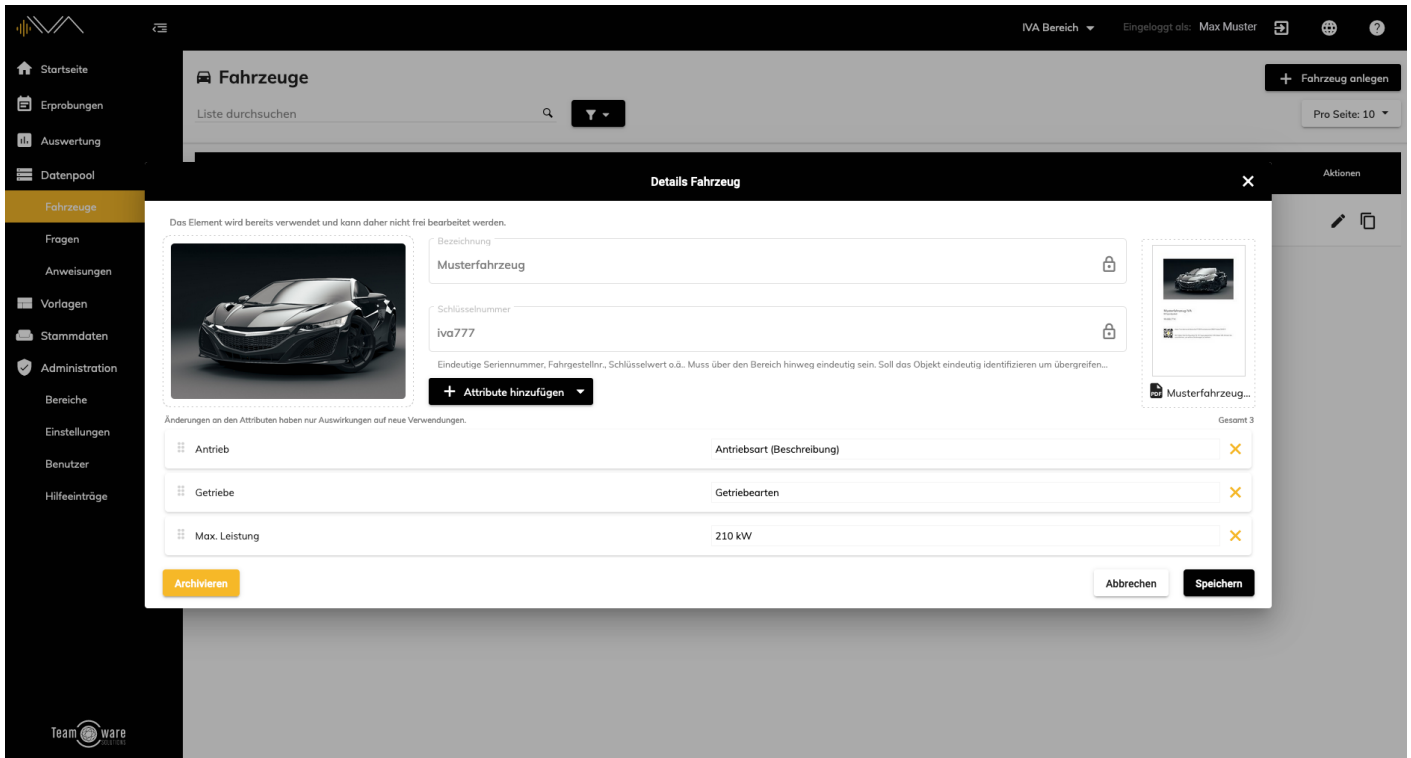 IVA Bereich
Eingeloggt als: Max Muster
Startseite
Erprobungen
Auswertung
Datenpool
Fahrzeuge
Fragen
Anweisungen
Vorlagen
Stammdaten
Administration
Bereiche
Einstellungen
Benutzer
Hilfeeinträge
Team ware
SOLUTIONS
Fahrzeuge
+ Fahrzeug anlegen
Liste durchsuchen
Pro Seite: 10
Aktionen
Details Fahrzeug
Das Element wird bereits verwendet und kann daher nicht frei bearbeitet werden.
Bezeichnung
Musterfahrzeug
Schlüsselnummer
iva777
Eindeutige Seriennummer, Fahrgestellnr., Schlüsselwert o.ä.. Muss über den Bereich hinweg eindeutig sein. Soll das Objekt eindeutig identifizieren um übergreifen...
+ Attribute hinzufügen
PDF Musterfahrzeug...
Änderungen an den Attributen haben nur Auswirkungen auf neue Verwendungen.
Gesamt 3
Antrieb Antriebsart (Beschreibung)
Getriebe Getriebearten
Max. Leistung 210 kW
Archivieren
Abbrechen
Speichern